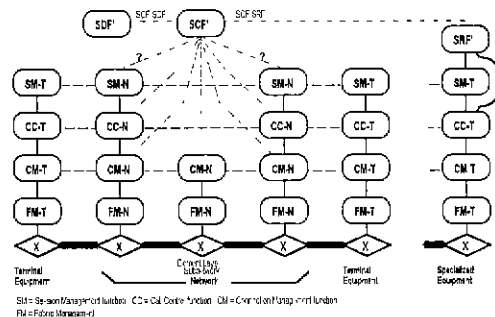 SDF' SCF-SDF SCF' SCF-SRF
SRF'
? ?
SM-T SM-N SM-N SM-T SM-T
CC-T CC-N CC-N CC-T CC-T
CM-T CM-N CM-N CM-N CM-T CM-T
FM-T FM-N FM-N FM-N FM-T FM-T
X X X X X X
Terminal Equipment
Network
Terminal Equipment
Specialized Equipment
SM = Session Management function CC = Call Control function CM = Connection Management function
FM = Fabric Management